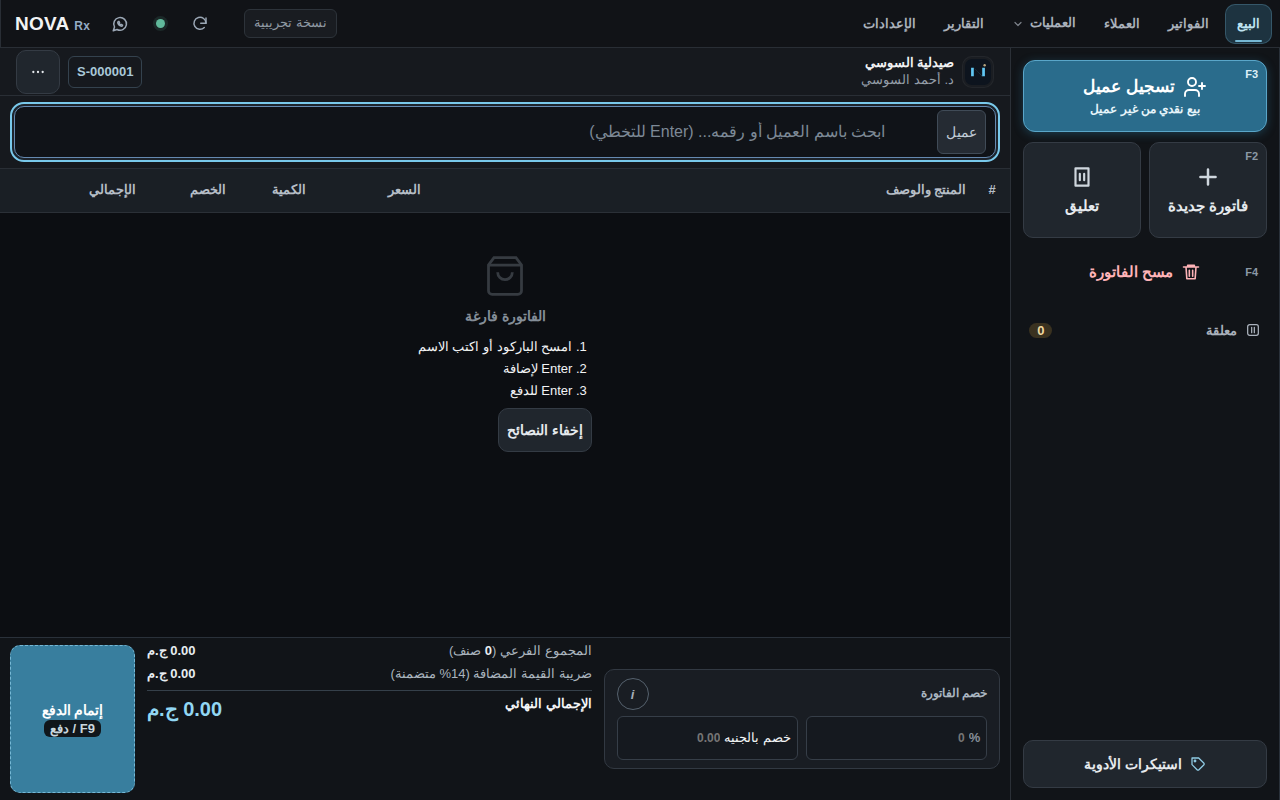 البيع
الفواتير
العملاء
العمليات
التقارير
الإعدادات
نسخة تجريبية
NOVA Rx
صيدلية السوسي
د. أحمد السوسي
S-000001
...
F3
تسجيل عميل
بيع نقدي من غير عميل
F2
فاتورة جديدة
تعليق
F4
مسح الفاتورة
معلقة
0
استيكرات الأدوية
عميل
ابحث باسم العميل أو رقمه... (Enter للتخطي)
# المنتج والوصف السعر الكمية الخصم الإجمالي
الفاتورة فارغة
1. امسح الباركود أو اكتب الاسم
2. Enter لإضافة
3. Enter للدفع
إخفاء النصائح
خصم الفاتورة
i
% 0
خصم بالجنيه 0.00
المجموع الفرعي (0 صنف) 0.00 ج.م
ضريبة القيمة المضافة (14% متضمنة) 0.00 ج.م
الإجمالي النهائي 0.00 ج.م
إتمام الدفع
F9 / دفع